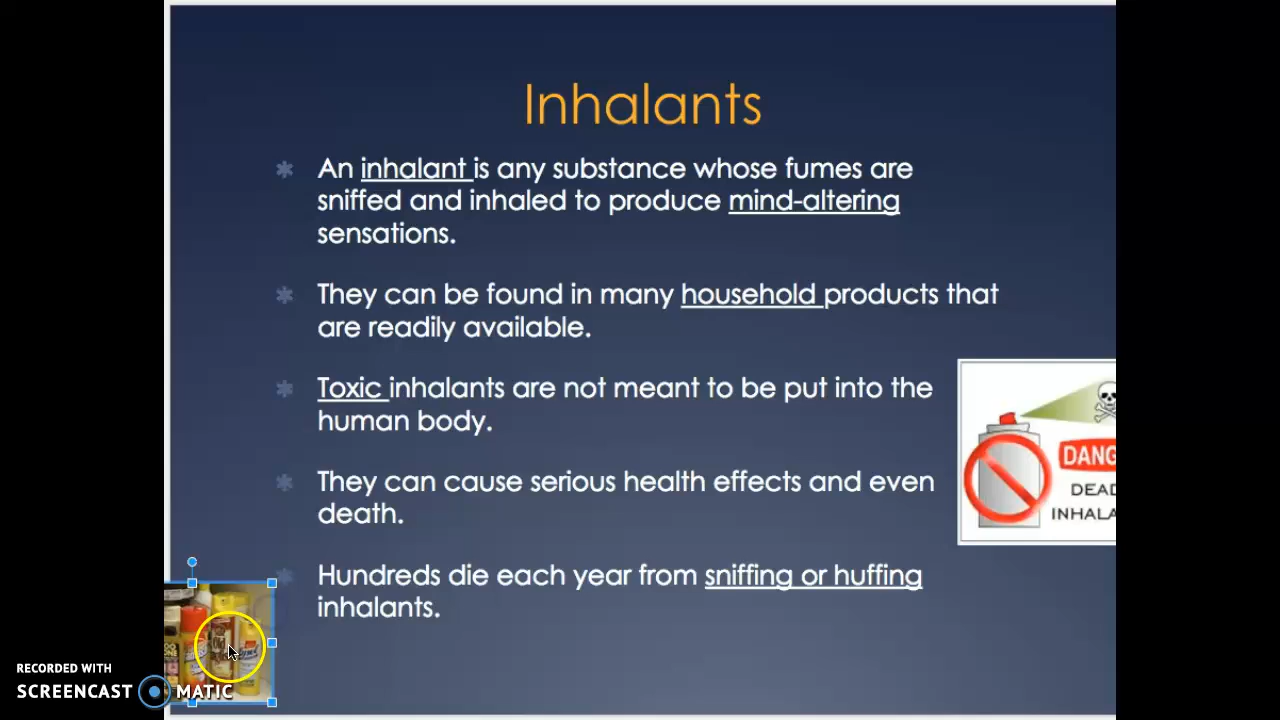 Inhalants
An inhalant is any substance whose fumes are
sniffed and inhaled to produce mind-altering
sensations.
They can be found in many household products that
are readily available.
Toxic inhalants are not meant to be put into the
human body.
They can cause serious health effects and even
death.
Hundreds die each year from sniffing or huffing
inhalants.
DANG
DEAD
INHALA
RECORDED WITH
SCREENCAST MATIC